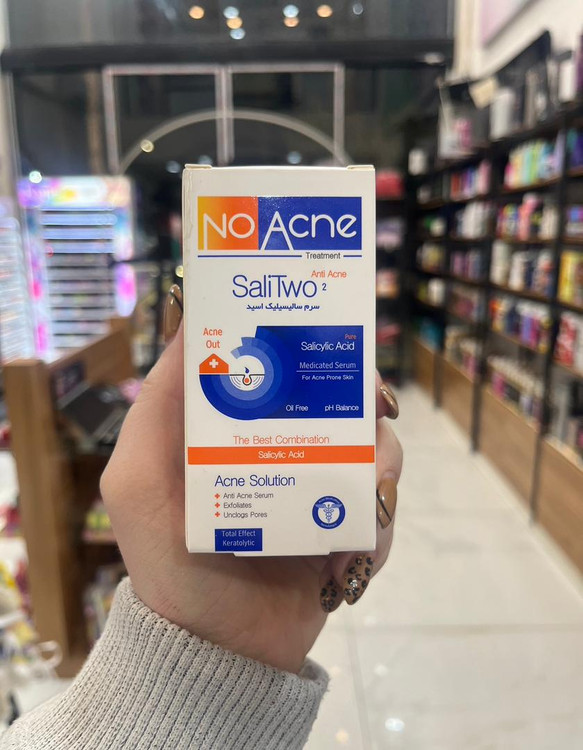 NO Acne
Treatment
Anti Acne
SaliTwo 2
سرم سالیسیلیک اسید
Acne
Out
Pure
Salicylic Acid
Medicated Serum
For Acne Prone Skin
Oil Free pH Balance
The Best Combination
Salicylic Acid
Acne Solution
Anti Acne Serum
Exfoliates
Unclogs Pores
Total Effect
Keratolytic